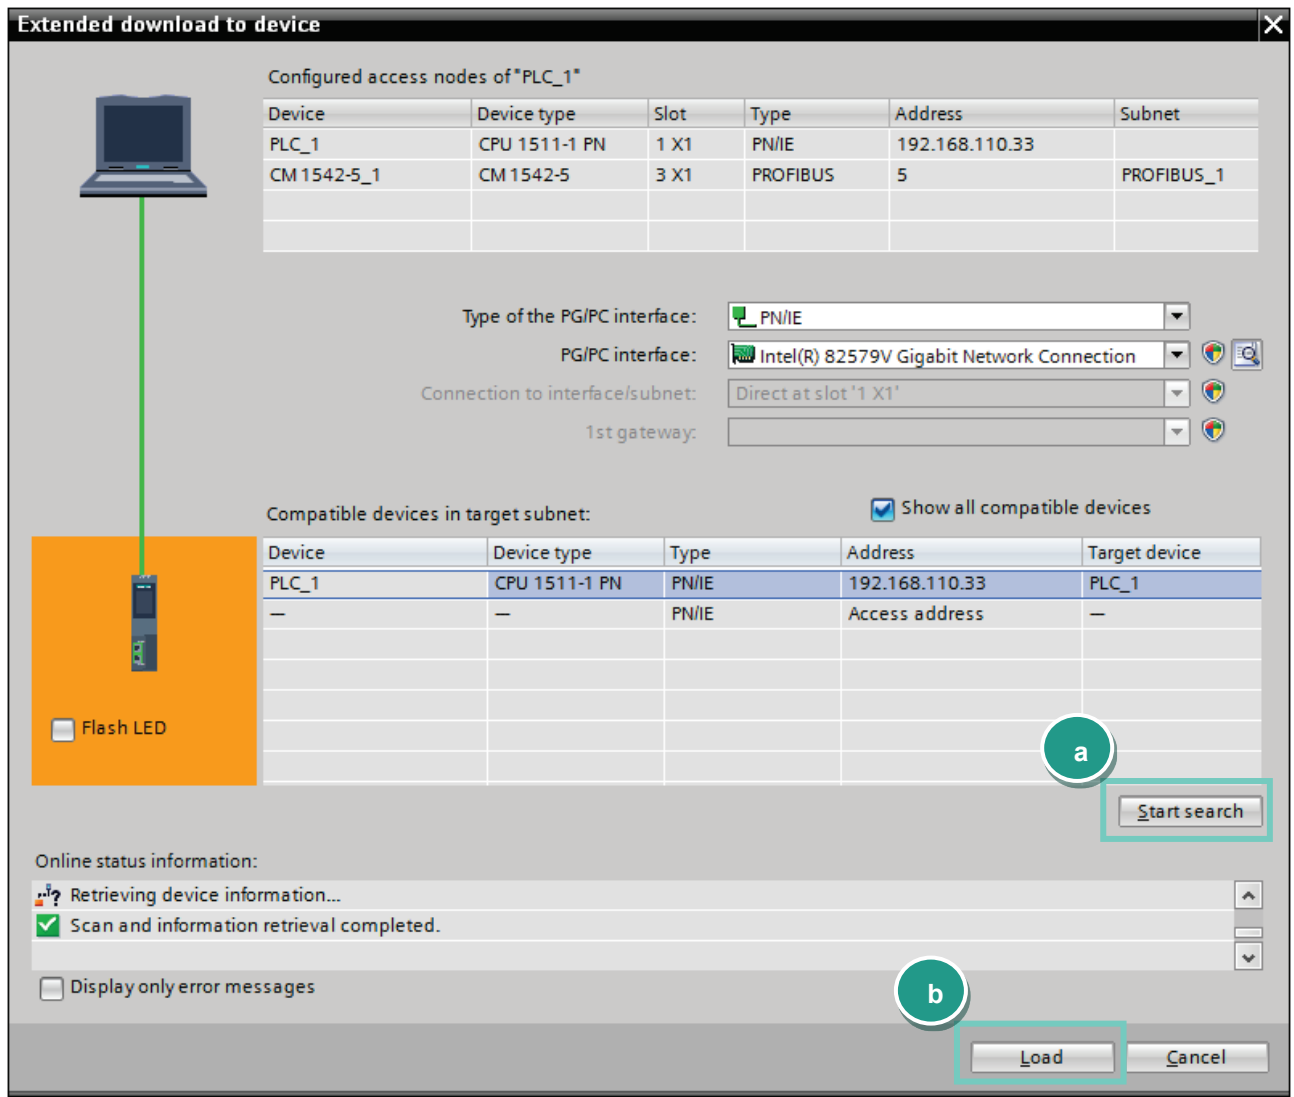 Extended download to device
Configured access nodes of "PLC_1"
Device Device type Slot Type Address Subnet
PLC_1 CPU 1511-1 PN 1 X1 PN/IE 192.168.110.33
CM 1542-5_1 CM 1542-5 3 X1 PROFIBUS 5 PROFIBUS_1
Type of the PG/PC interface: PN/IE
PG/PC interface: Intel(R) 82579V Gigabit Network Connection
Connection to interface/subnet: Direct at slot '1 X1'
1st gateway:
Compatible devices in target subnet: Show all compatible devices
Device Device type Type Address Target device
PLC_1 CPU 1511-1 PN PN/IE 192.168.110.33 PLC_1
— — PN/IE Access address —
Flash LED
a
Start search
Online status information:
Retrieving device information...
Scan and information retrieval completed.
Display only error messages
b
Load Cancel